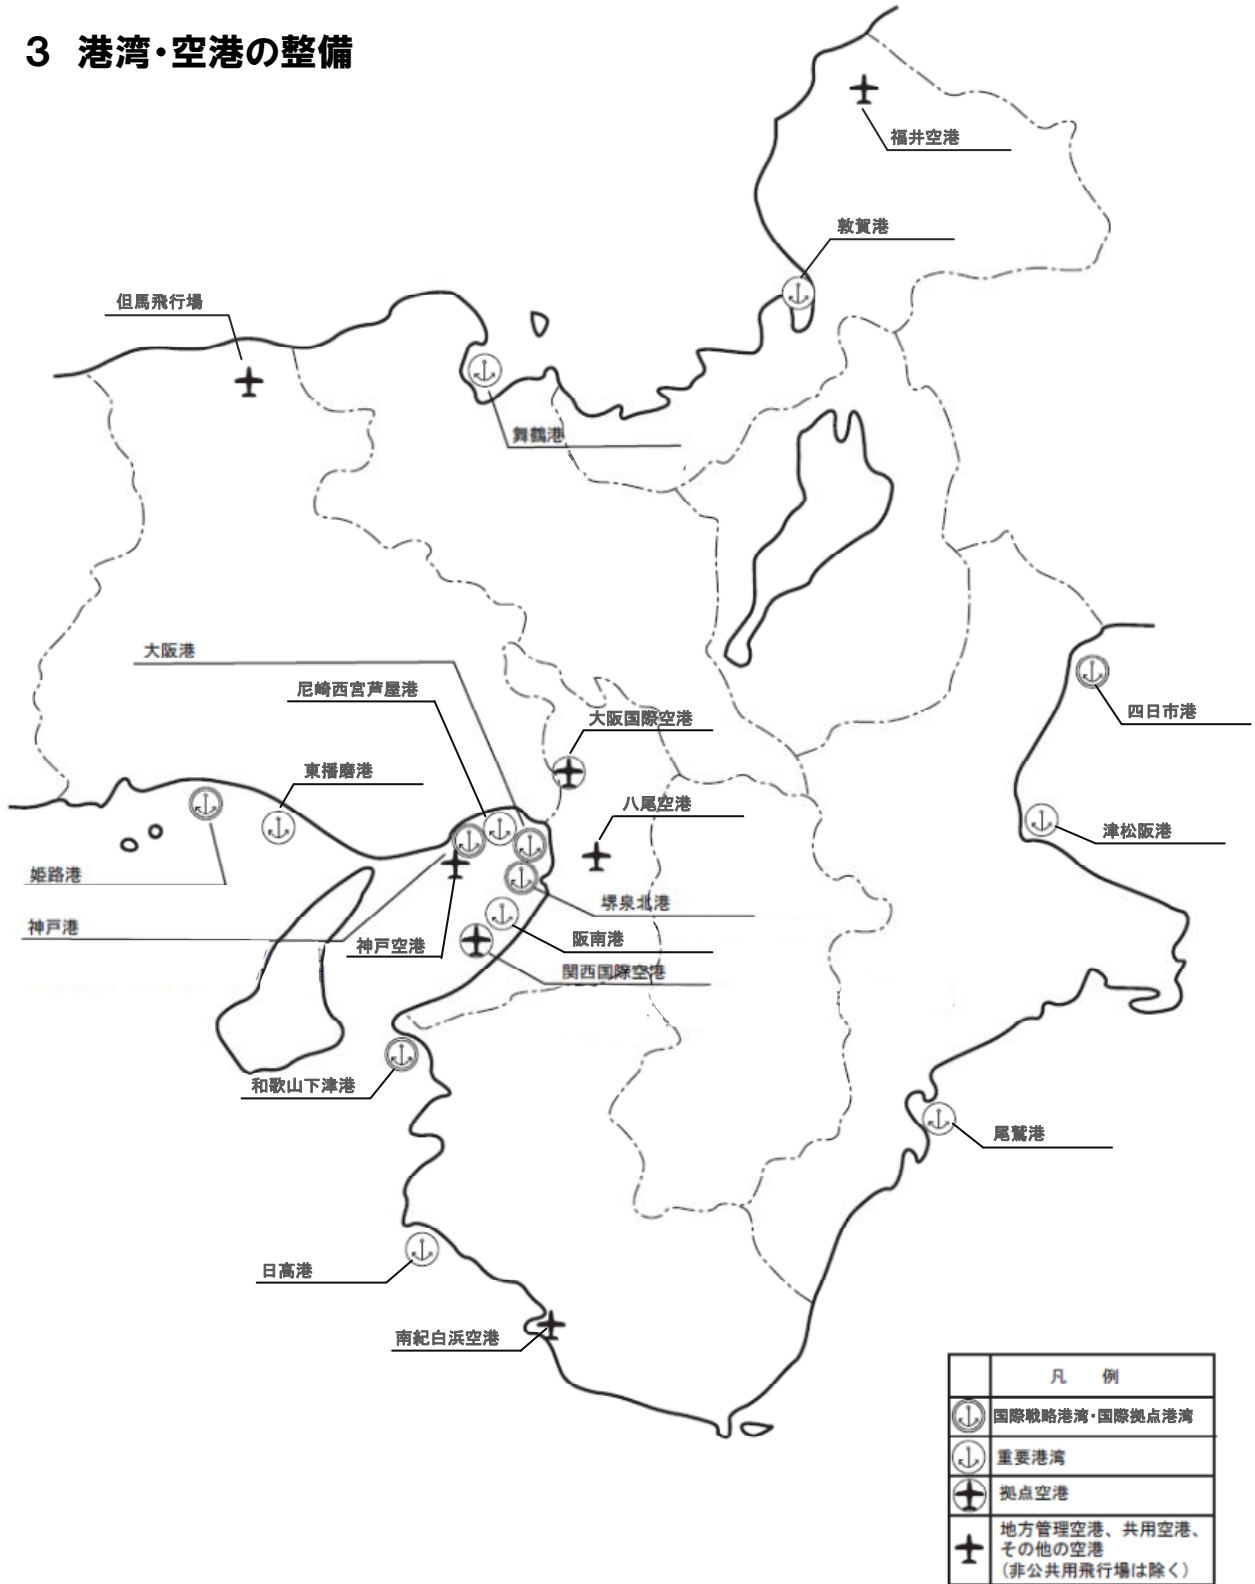 3 港湾・空港の整備
福井空港
敦賀港
但馬飛行場
舞鶴港
大阪港
尼崎西宮芦屋港
大阪国際空港
四日市港
東播磨港
八尾空港
津松阪港
姫路港
堺泉北港
神戸港
神戸空港
阪南港
関西国際空港
和歌山下津港
尾鷲港
日高港
南紀白浜空港
凡 例
国際戦略港湾・国際拠点港湾
重要港湾
拠点空港
地方管理空港、共用空港、
その他の空港
(非公共用飛行場は除く)